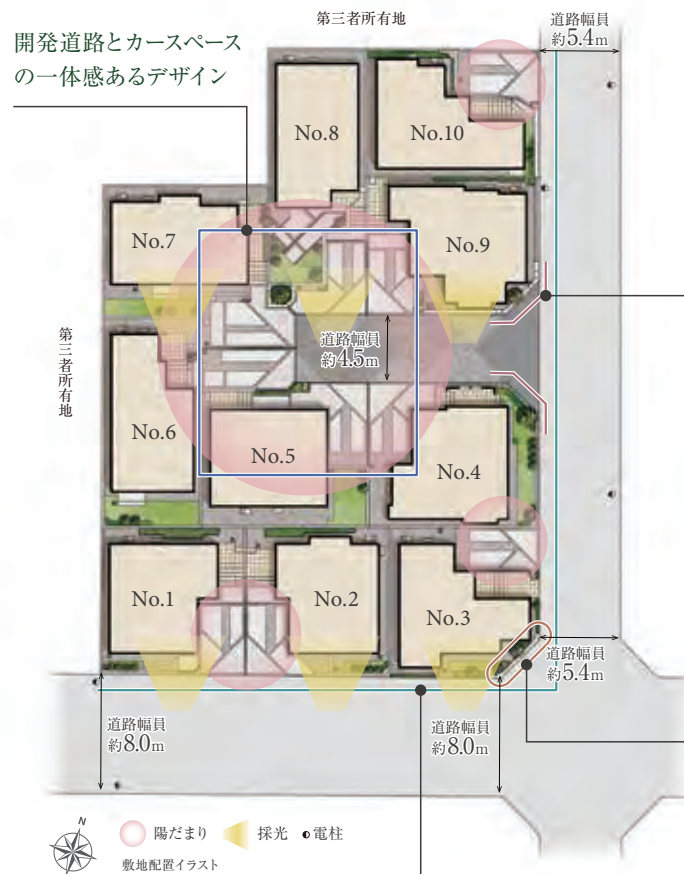 第三者所有地
道路幅員
約5.4m
開発道路とカースペース
の一体感あるデザイン
No.8
No.10
No.7
No.9
道路幅員
約4.5m
第三者所有地
No.6
No.5
No.4
No.1
No.2
No.3
道路幅員
約5.4m
道路幅員
約8.0m
道路幅員
約8.0m
N
陽だまり 採光 電柱
敷地配置イラスト